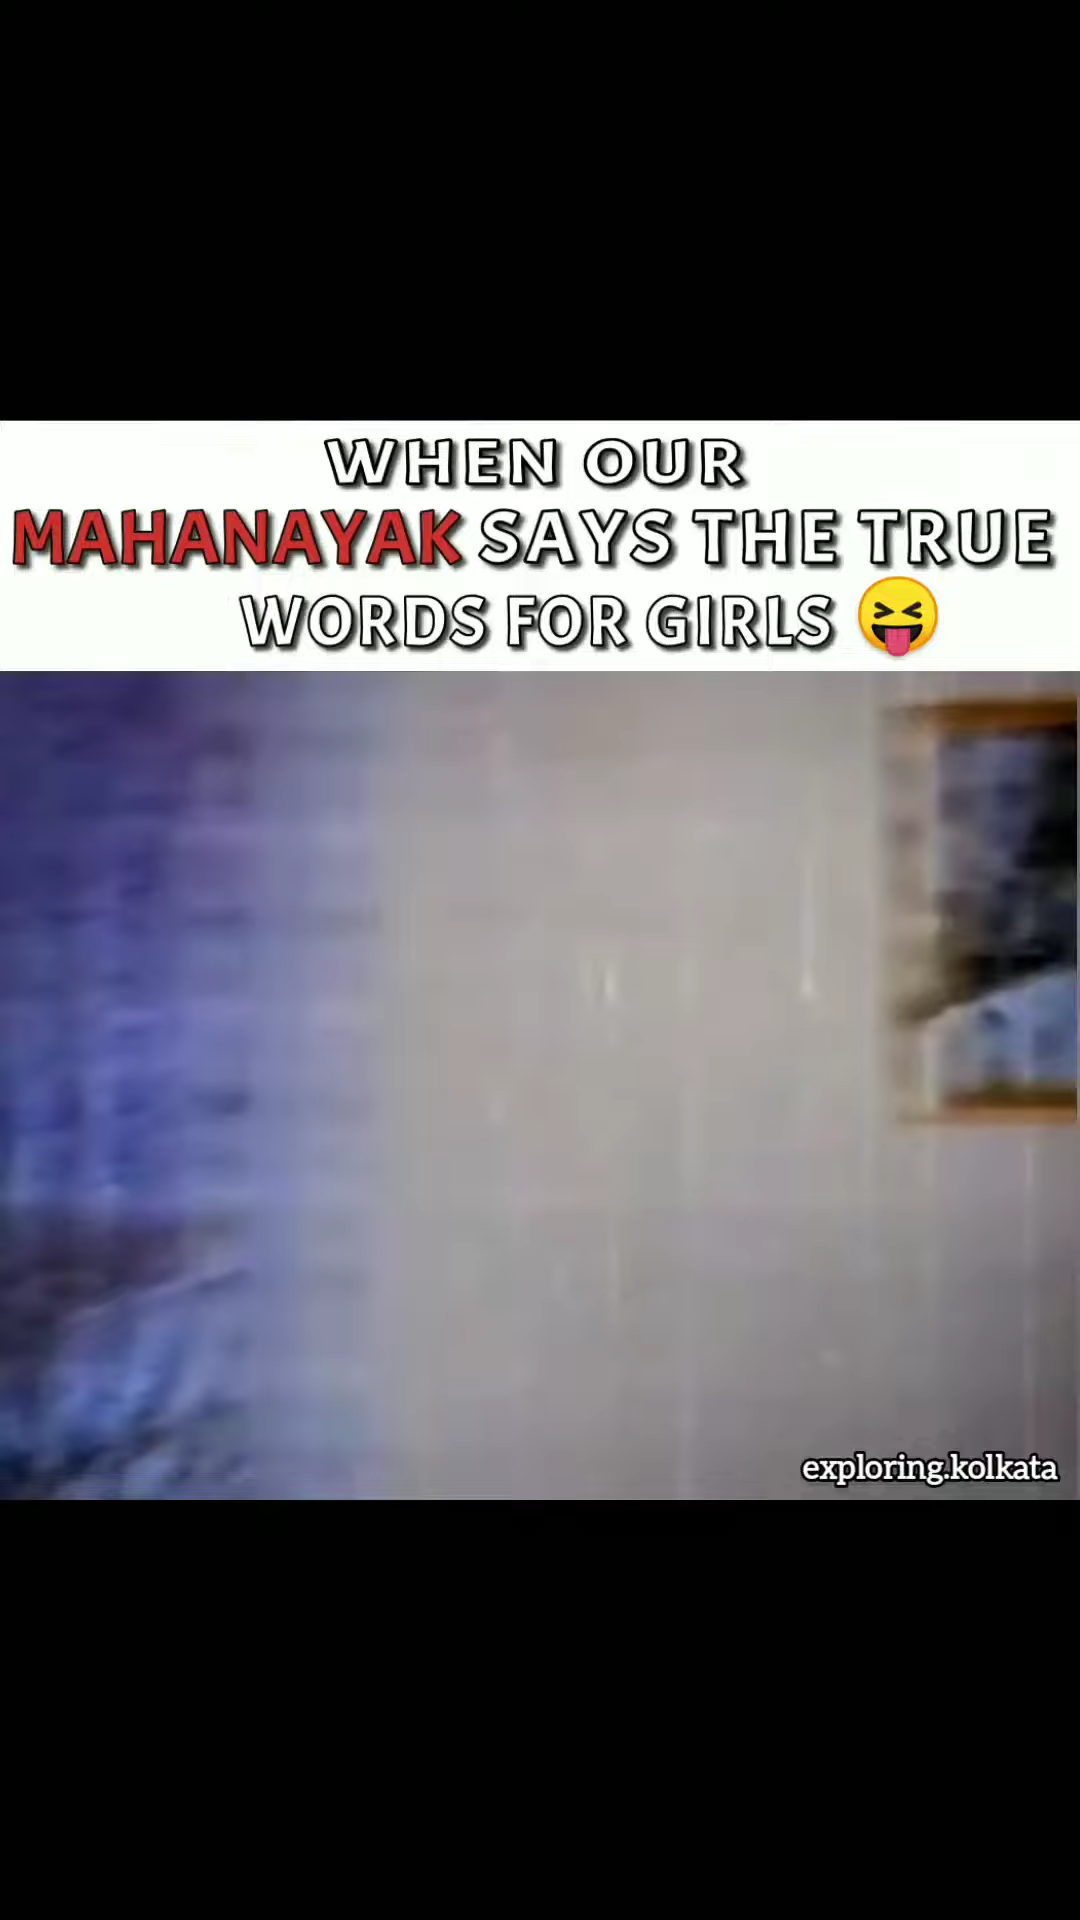 WHEN OUR
MAHANAYAK SAYS THE TRUE
WORDS FOR GIRLS 😝
exploring.kolkata